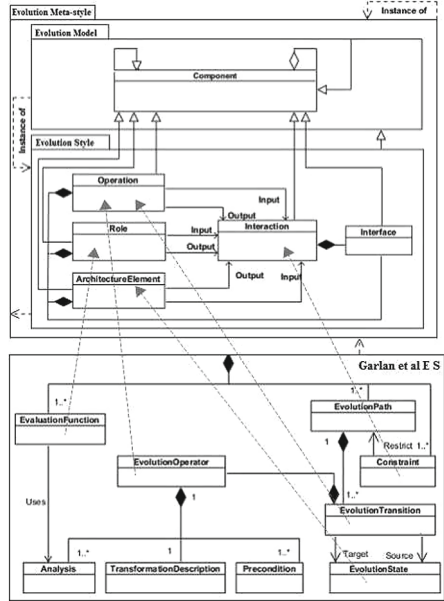 Evolution Meta-style
Instance of
Evolution Model
Component
Instance of
Evolution Style
Operation
Input
Output
Role
Input
Output
Interaction
Interface
ArchitectureElement
Output
Input
Garlan et al E S
1..*
1..*
EvaluationFunction
EvolutionPath
1
Restrict 1..*
EvolutionOperator
Constraint
Uses
1
1..*
EvolutionTransition
1..*
1
1..*
Target
Source
Analysis
TransformationDescription
Precondition
EvolutionState